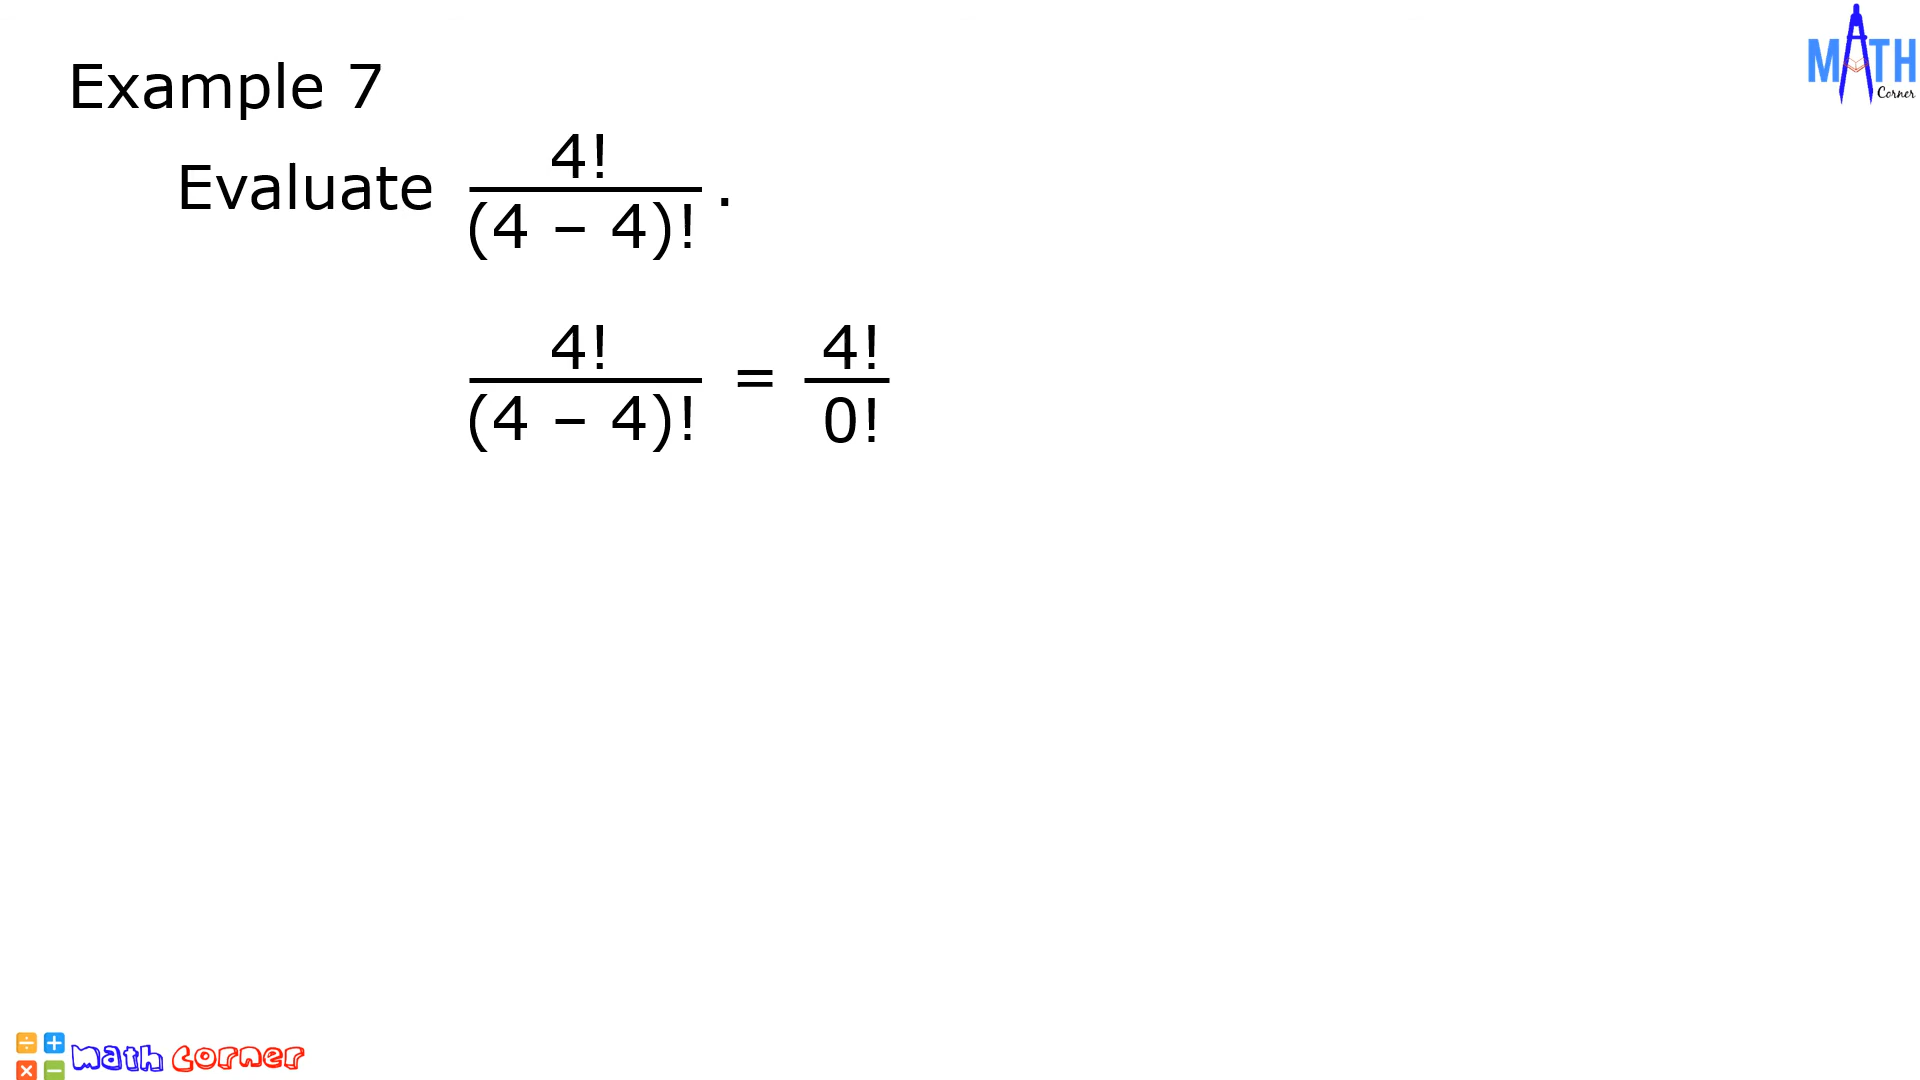 MATH
Corner
Example 7
Evaluate 4! / (4 – 4)! .
4! / (4 – 4)! = 4! / 0!
÷ + math corner
× –